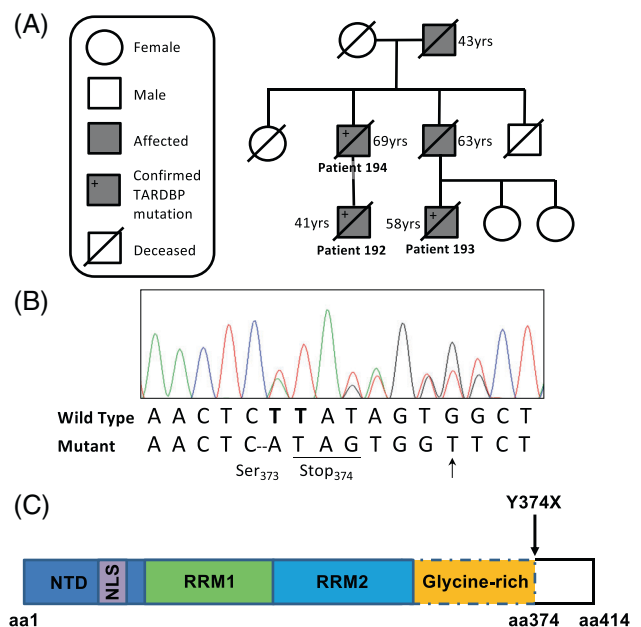 (A)
Female
Male
Affected
Confirmed
TARDBP
mutation
Deceased
43yrs
+ 69yrs
63yrs
Patient 194
41yrs +
58yrs +
Patient 192
Patient 193
(B)
Wild Type A A C T C T T A T A G T G G C T
Mutant A A C T C--A T A G T G G T T C T
Ser373 Stop374
(C)
Y374X
NTD NLS RRM1 RRM2 Glycine-rich
aa1 aa374 aa414